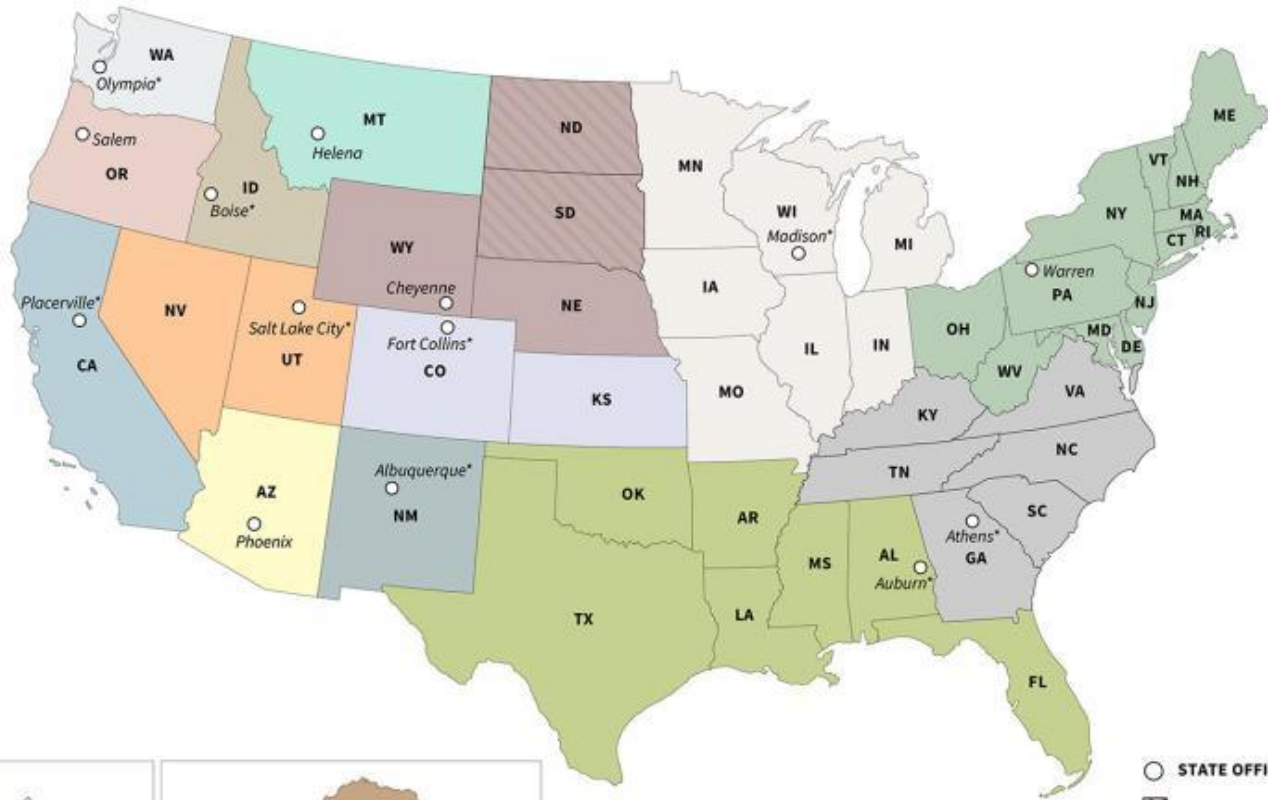 WA
Olympia*
Salem
OR
ID
Boise*
MT
Helena
ND
SD
WY
Cheyenne
NE
MN
WI
Madison*
MI
IA
IL
IN
MO
OH
KY
WV
VA
ME
VT
NH
NY
MA
CT
RI
Warren
PA
NJ
MD
DE
Placerville*
CA
NV
Salt Lake City*
UT
Fort Collins*
CO
KS
AZ
Phoenix
Albuquerque*
NM
OK
AR
TX
LA
MS
AL
Auburn*
TN
NC
SC
Athens*
GA
FL
STATE OFFI